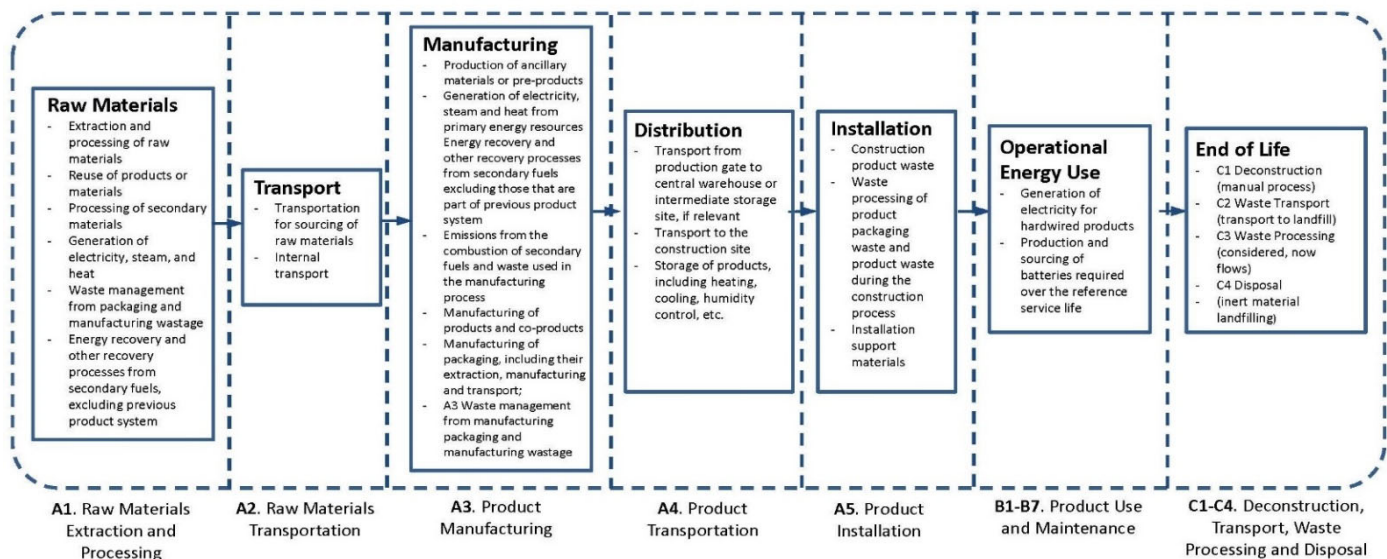 Raw Materials
- Extraction and
processing of raw
materials
- Reuse of products or
materials
- Processing of secondary
materials
- Generation of
electricity, steam, and
heat
- Waste management
from packaging and
manufacturing wastage
- Energy recovery and
other recovery
processes from
secondary fuels,
excluding previous
product system
Transport
- Transportation
for sourcing of
raw materials
- Internal
transport
Manufacturing
- Production of ancillary
materials or pre-products
- Generation of electricity,
steam and heat from
primary energy resources
Energy recovery and
other recovery processes
from secondary fuels
excluding those that are
part of previous product
system
- Emissions from the
combustion of secondary
fuels and waste used in
the manufacturing
process
- Manufacturing of
products and co-products
- Manufacturing of
packaging, including their
extraction, manufacturing
and transport;
- A3 Waste management
from manufacturing
packaging and
manufacturing wastage
Distribution
- Transport from
production gate to
central warehouse or
intermediate storage
site, if relevant
- Transport to the
construction site
- Storage of products,
including heating,
cooling, humidity
control, etc.
Installation
- Construction
product waste
- Waste
processing of
product
packaging
waste and
product waste
during the
construction
process
- Installation
support
materials
Operational
Energy Use
- Generation of
electricity for
hardwired products
- Production and
sourcing of
batteries required
over the reference
service life
End of Life
- C1 Deconstruction
(manual process)
- C2 Waste Transport
(transport to landfill)
- C3 Waste Processing
(considered, now
flows)
- C4 Disposal
- (inert material
landfilling)
A1. Raw Materials
Extraction and
Processing
A2. Raw Materials
Transportation
A3. Product
Manufacturing
A4. Product
Transportation
A5. Product
Installation
B1-B7. Product Use
and Maintenance
C1-C4. Deconstruction,
Transport, Waste
Processing and Disposal